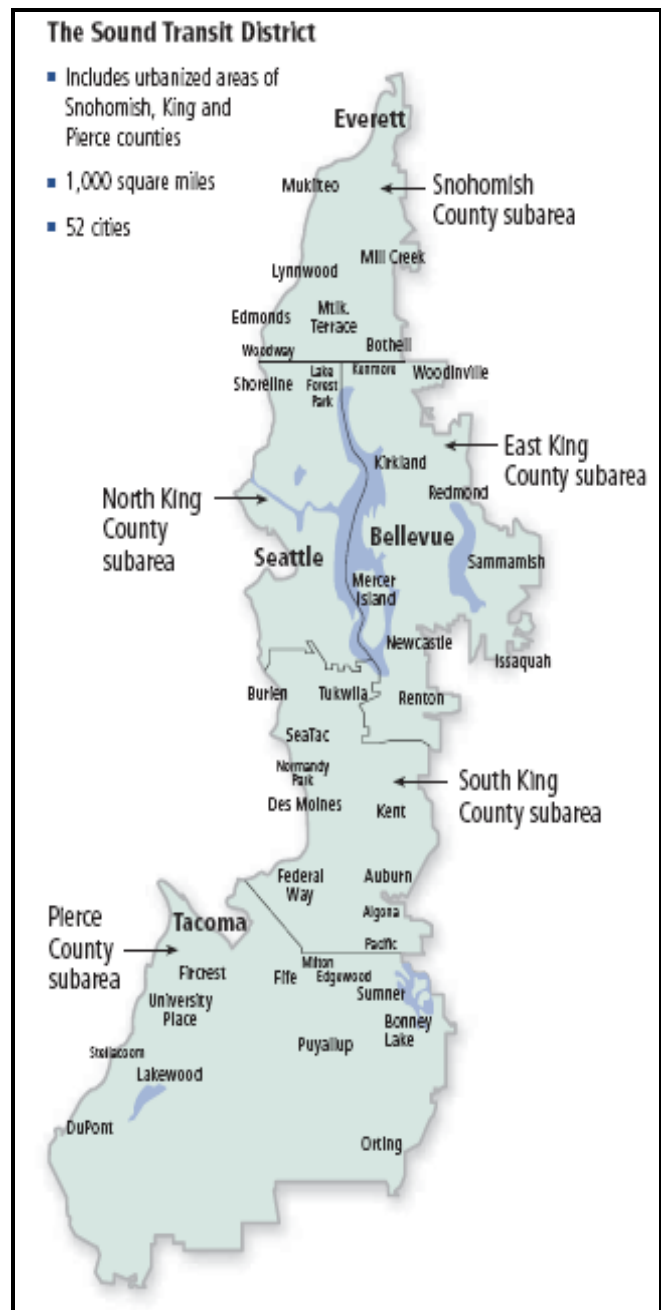 The Sound Transit District
Includes urbanized areas of
Snohomish, King and
Pierce counties
1,000 square miles
52 cities
Everett
Mukilteo
Snohomish
County subarea
Mill Creek
Lynnwood
Edmonds
Mtlk.
Terrace
Bothell
Woodway
Shoreline
Lake
Forest
Park
Kenmore
Woodinville
East King
County subarea
Kirkland
Redmond
North King
County
subarea
Seattle
Bellevue
Sammamish
Mercer
Island
Newcastle
Issaquah
Burien
Tukwila
Renton
SeaTac
Normandy
Park
South King
County subarea
Des Moines
Kent
Federal
Way
Auburn
Algona
Pacific
Pierce
County
subarea
Tacoma
Fircrest
Fife
Milton
Edgewood
Sumner
University
Place
Bonney
Lake
Puyallup
Steilacoom
Lakewood
DuPont
Orting